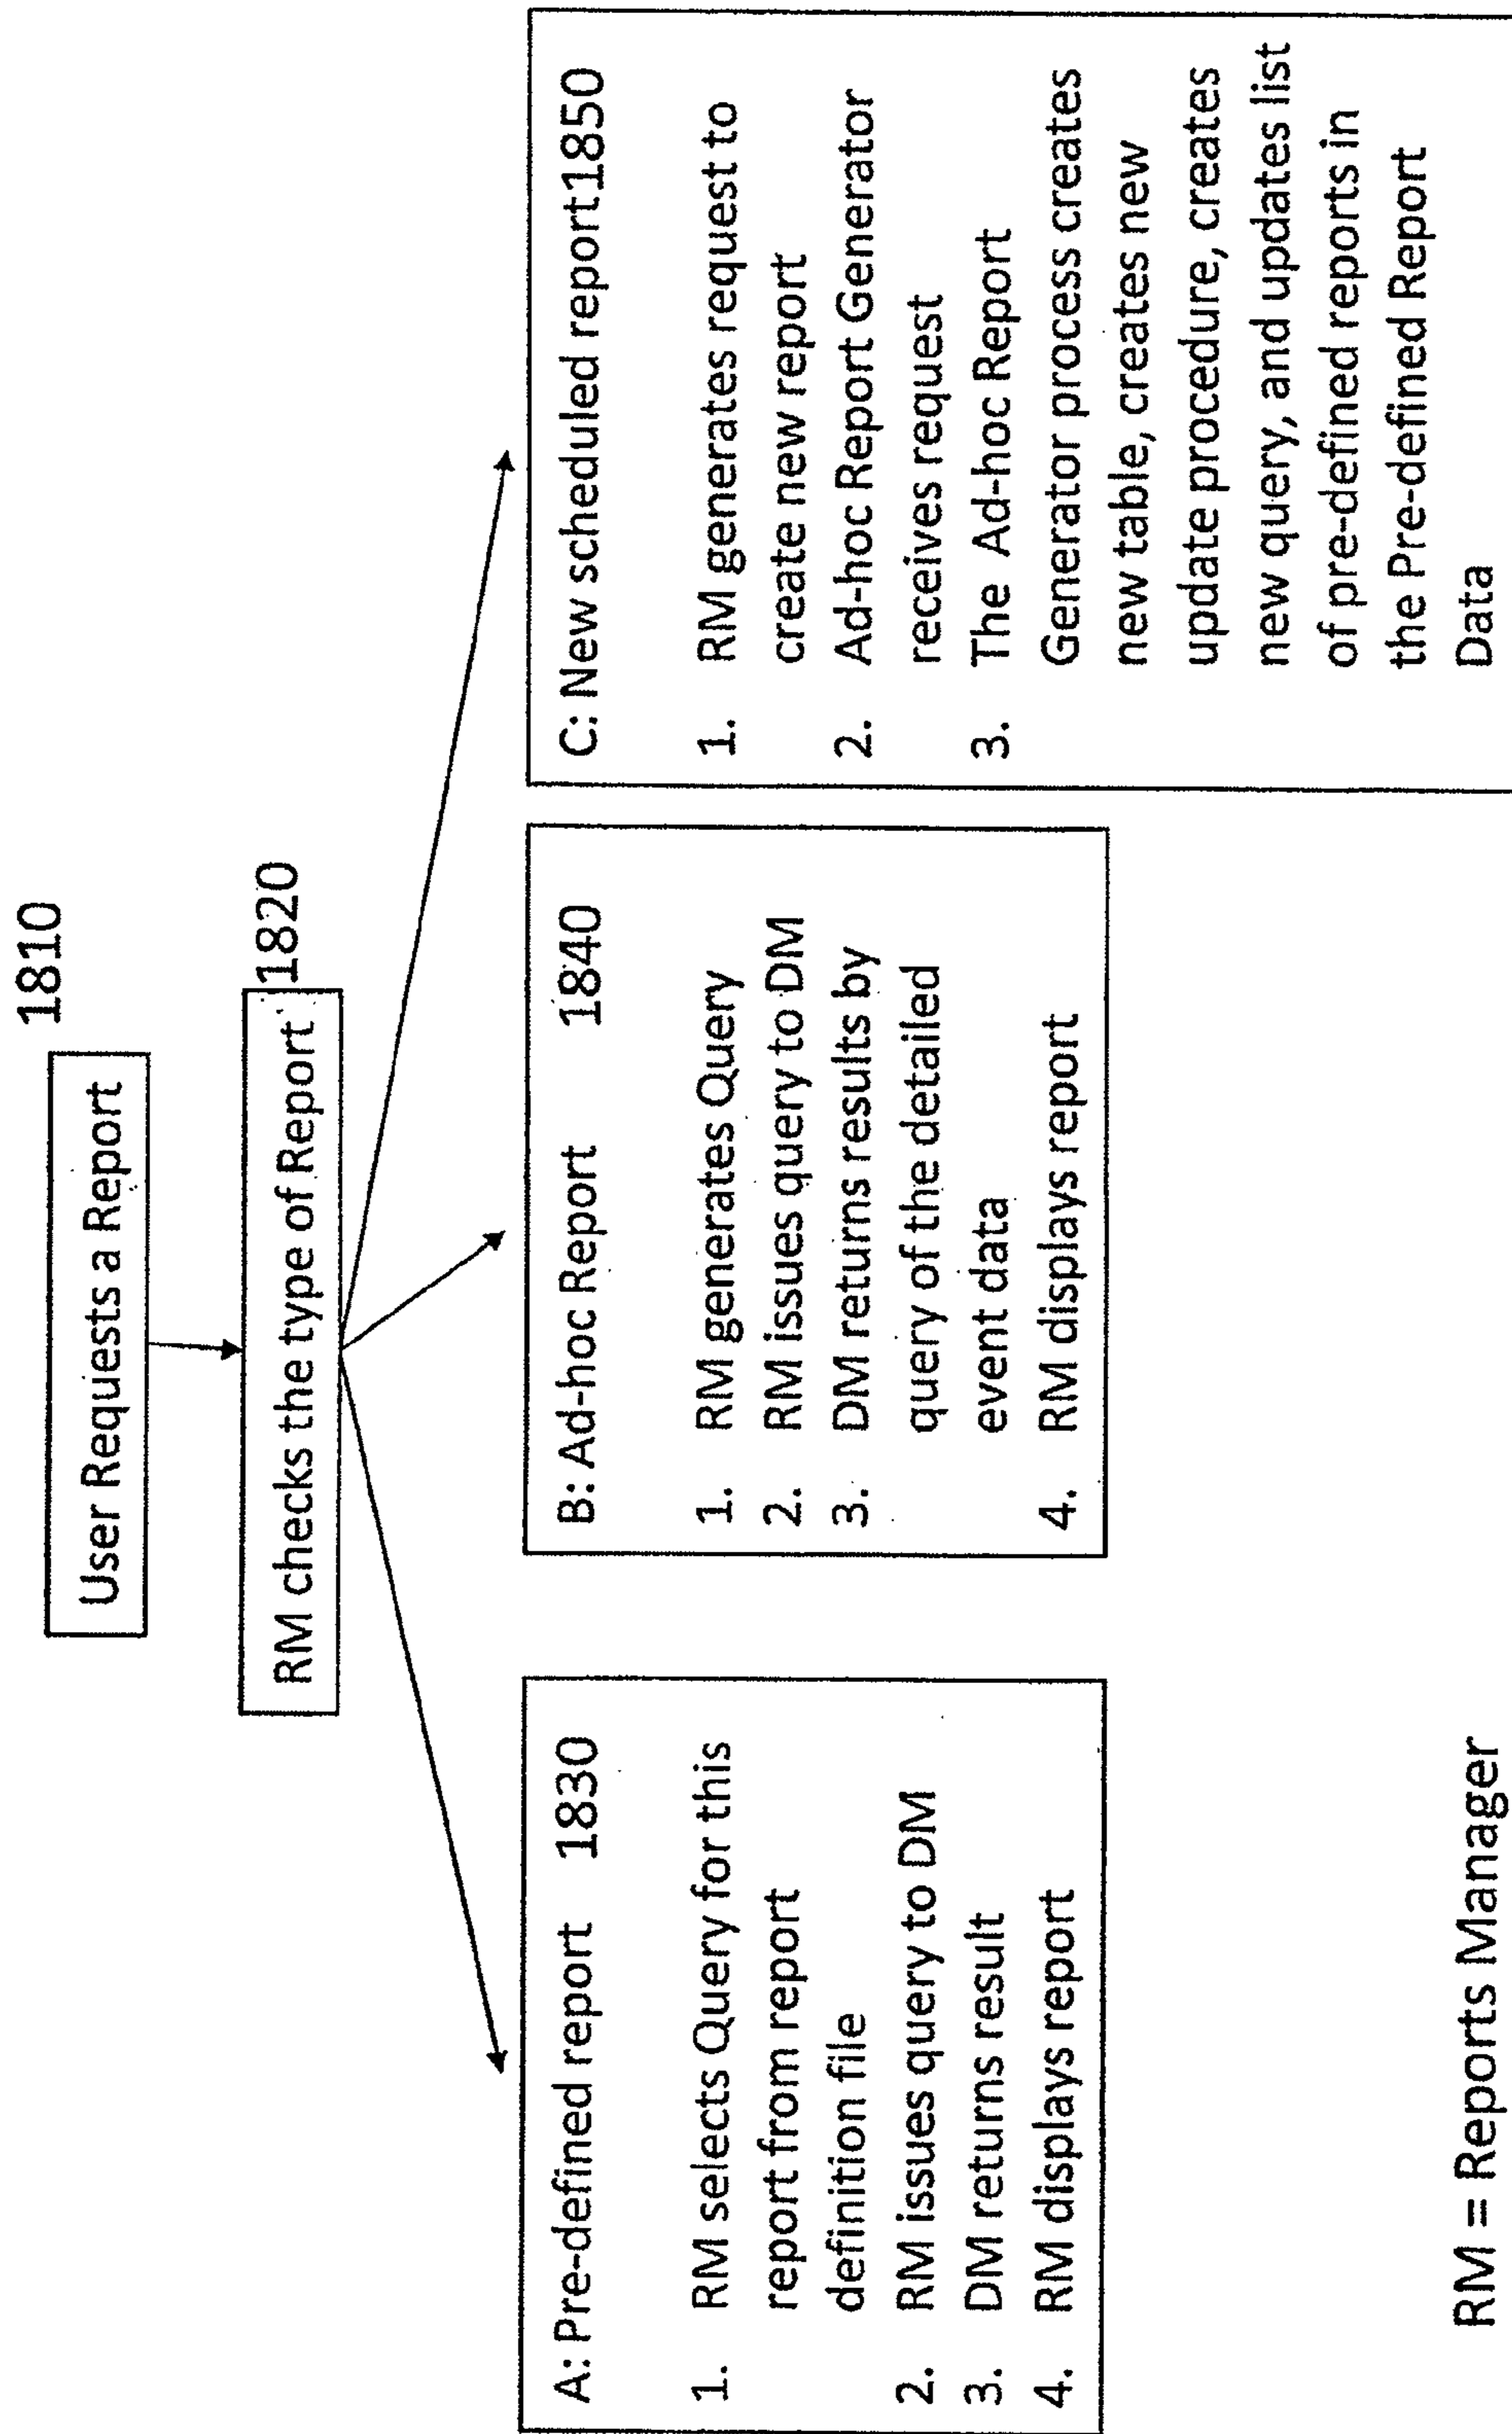 1810
User Requests a Report
RM checks the type of Report
1820
A: Pre-defined report 1830
1. RM selects Query for this
report from report
definition file
2. RM issues query to DM
3. DM returns result
4. RM displays report
B: Ad-hoc Report 1840
1. RM generates Query
2. RM issues query to DM
3. DM returns results by
query of the detailed
event data
4. RM displays report
C: New scheduled report1850
1. RM generates request to
create new report
2. Ad-hoc Report Generator
receives request
3. The Ad-hoc Report
Generator process creates
new table, creates new
update procedure, creates
new query, and updates list
of pre-defined reports in
the Pre-defined Report
Data
RM = Reports Manager